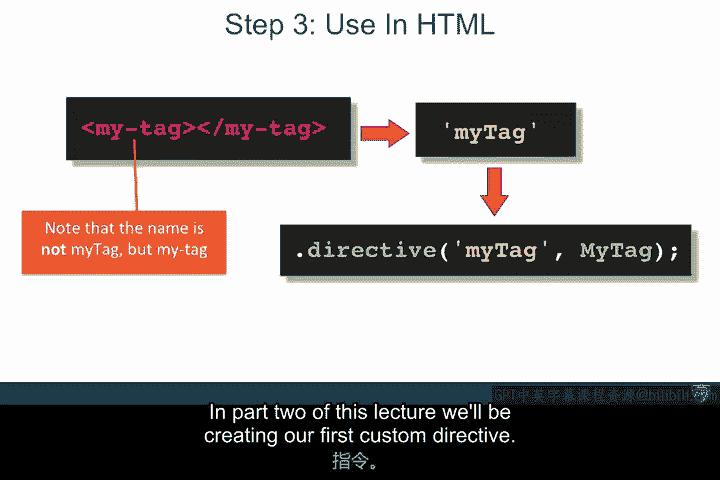 Step 3: Use In HTML
<my-tag></my-tag>
'myTag'
Note that the name is
not myTag, but my-tag
.directive('myTag', MyTag);
In part two of this lecture we'll be
creating our first custom directive.
指令。